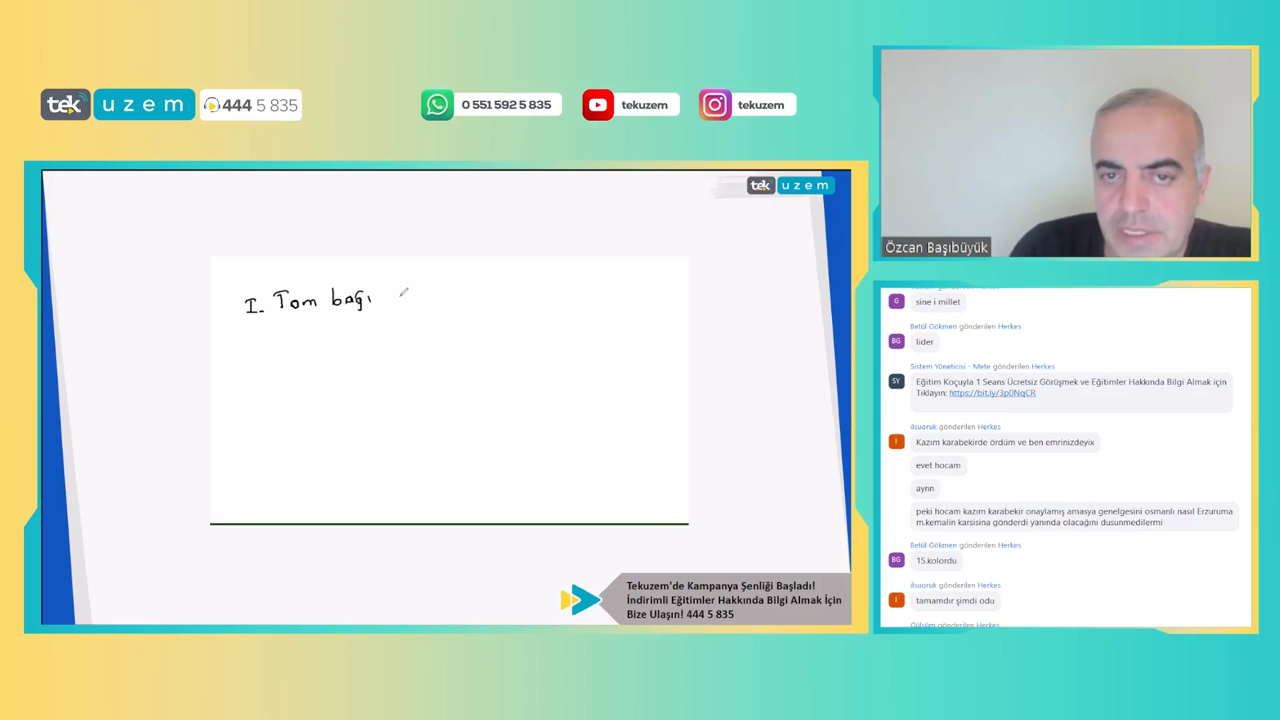 tek uzem 444 5 835
0 551 592 5 835
tekuzem
tekuzem
tek uzem
I. Tam bağı
Tekuzem'de Kampanya Şenliği Başladı!
İndirimli Eğitimler Hakkında Bilgi Almak İçin
Bize Ulaşın! 444 5 835
Özcan Başıbüyük
G sine i millet
Betül Gökmen gönderilen Herkes
BG lider
Sistem Yöneticisi - Mete gönderilen Herkes
SY Eğitim Koçuyla 1 Seans Ücretsiz Görüşmek ve Eğitimler Hakkında Bilgi Almak için
Tıklayın: https://bit.ly/3p0NqCR
ilsuoruk gönderilen Herkes
I Kazım karabekirde ördüm ve ben emrinizdeyix
evet hocam
aynn
peki hocam kazım karabekir onaylamış amasya genelgesini osmanlı nasıl Erzuruma
m.kemalin karsisina gönderdi yanında olacağını dusunmedilermi
Betül Gökmen gönderilen Herkes
BG 15.kolordu
ilsuoruk gönderilen Herkes
I tamamdır şimdi odu